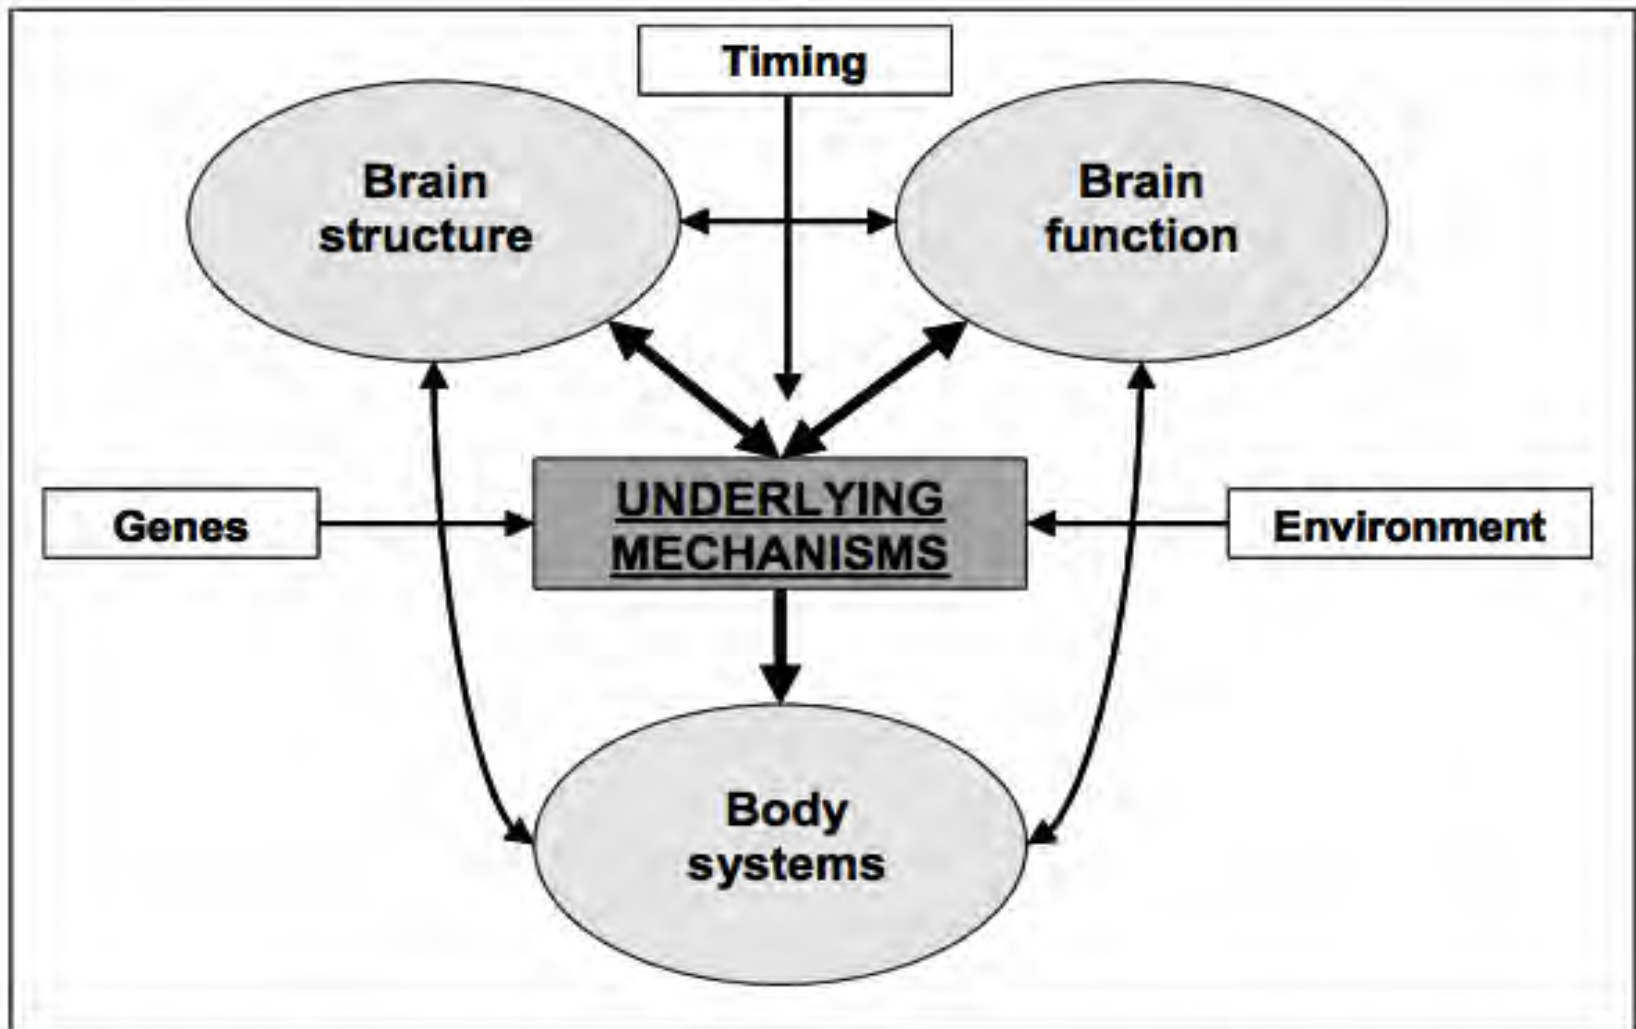 Timing
Brain
structure
Brain
function
Genes
UNDERLYING
MECHANISMS
Environment
Body
systems